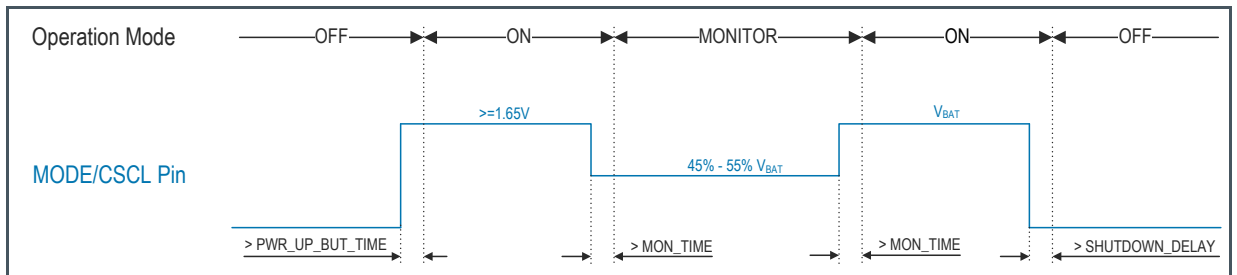 Operation Mode OFF ON MONITOR ON OFF
>=1.65V VBAT
MODE/CSCL Pin 45% - 55% VBAT
> PWR_UP_BUT_TIME > MON_TIME > MON_TIME > SHUTDOWN_DELAY